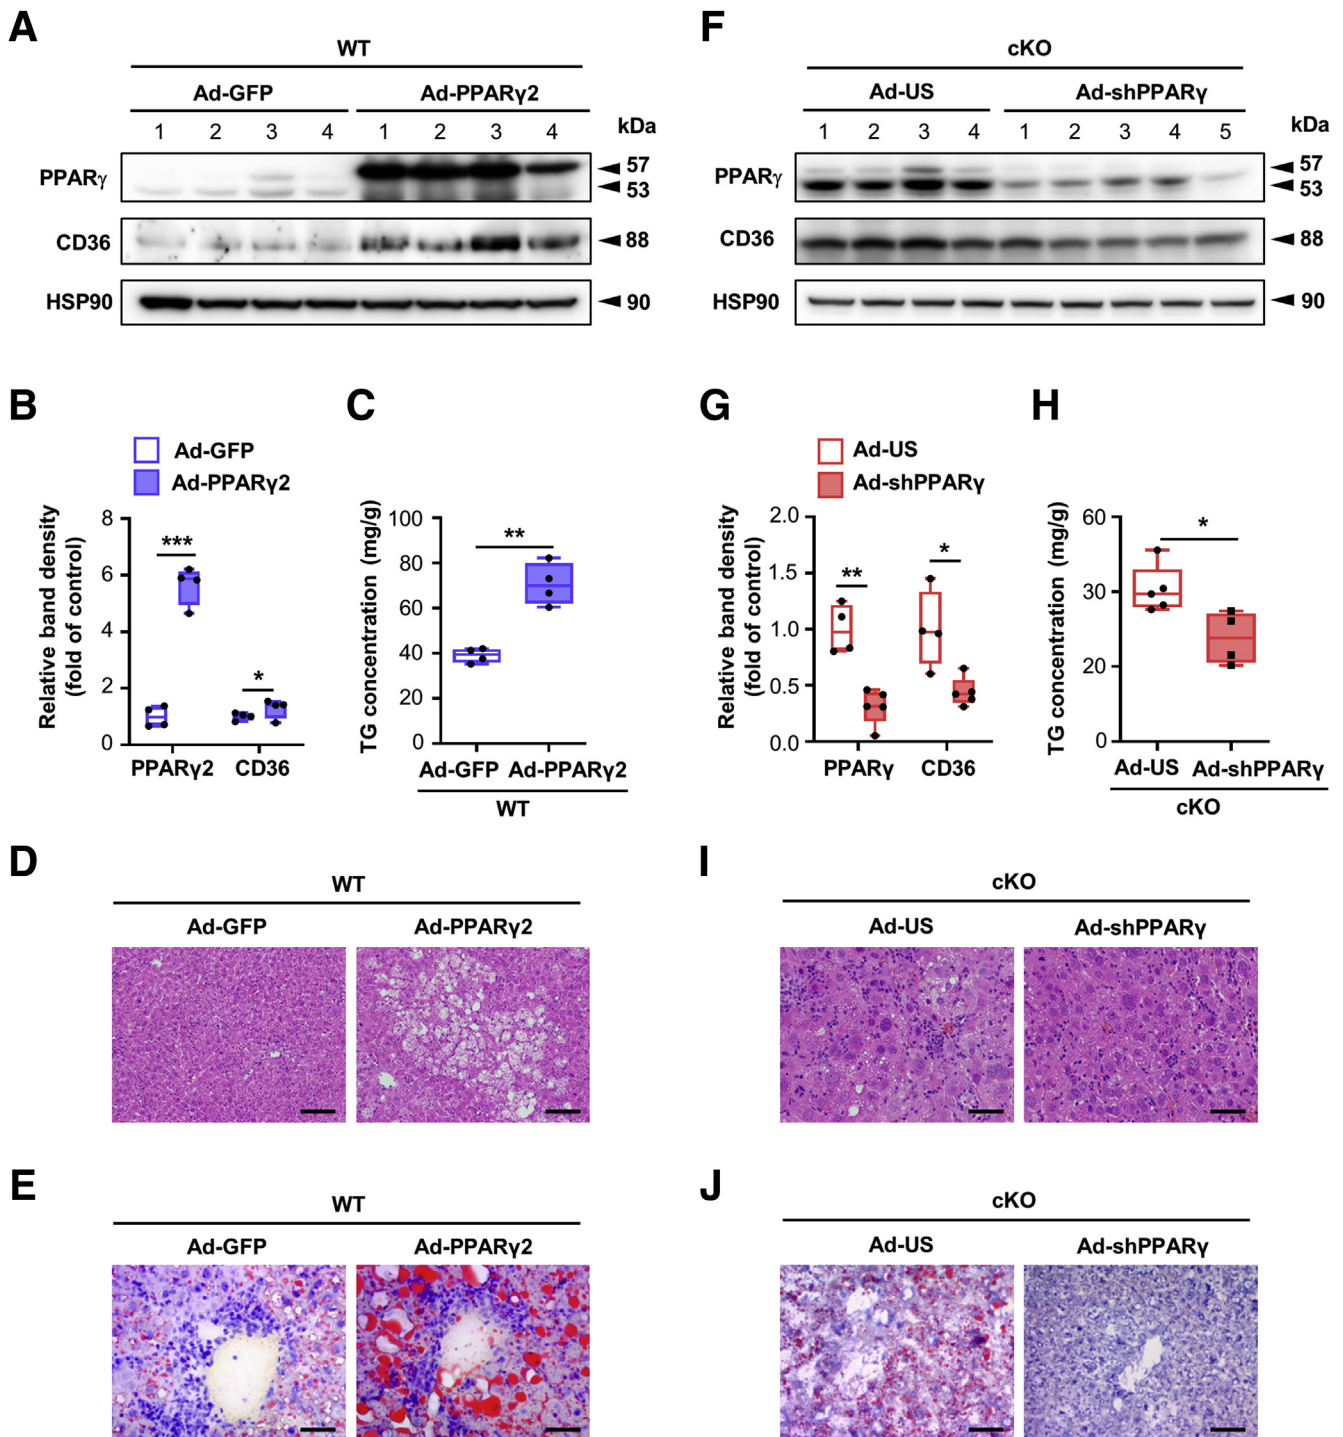 A
WT
Ad-GFP Ad-PPARγ2
1 2 3 4 1 2 3 4 kDa
PPARγ 57
53
CD36 88
HSP90 90
F
cKO
Ad-US Ad-shPPARγ
1 2 3 4 1 2 3 4 5 kDa
PPARγ 57
53
CD36 88
HSP90 90
B
Ad-GFP
Ad-PPARγ2
Relative band density
(fold of control)
8
6
4
2
0
***
*
PPARγ2 CD36
C
TG concentration (mg/g)
100
80
60
40
20
0
**
Ad-GFP Ad-PPARγ2
WT
G
Ad-US
Ad-shPPARγ
Relative band density
(fold of control)
2.0
1.5
1.0
0.5
0.0
**
*
PPARγ CD36
H
TG concentration (mg/g)
60
30
20
0
*
Ad-US Ad-shPPARγ
cKO
D
WT
Ad-GFP Ad-PPARγ2
I
cKO
Ad-US Ad-shPPARγ
E
WT
Ad-GFP Ad-PPARγ2
J
cKO
Ad-US Ad-shPPARγ